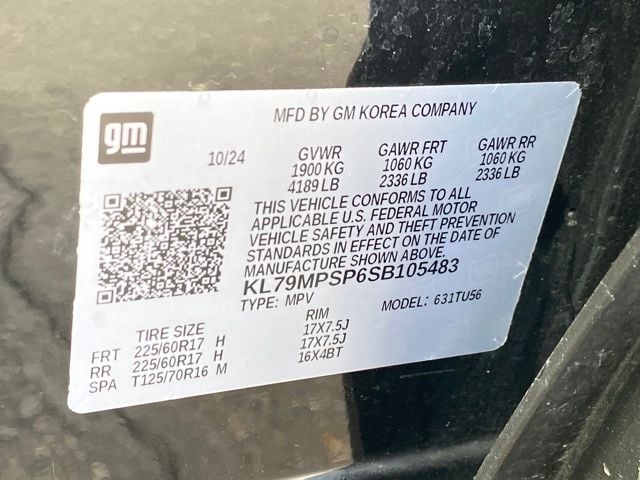 MFD BY GM KOREA COMPANY
gm
10/24 GVWR GAWR FRT GAWR RR
1900 KG 1060 KG 1060 KG
4189 LB 2336 LB 2336 LB
THIS VEHICLE CONFORMS TO ALL
APPLICABLE U.S. FEDERAL MOTOR
VEHICLE SAFETY AND THEFT PREVENTION
STANDARDS IN EFFECT ON THE DATE OF
MANUFACTURE SHOWN ABOVE.
KL79MPSP6SB105483
TYPE: MPV MODEL: 631TU56
TIRE SIZE RIM
FRT 225/60R17 H 17X7.5J
RR 225/60R17 H 17X7.5J
SPA T125/70R16 M 16X4BT